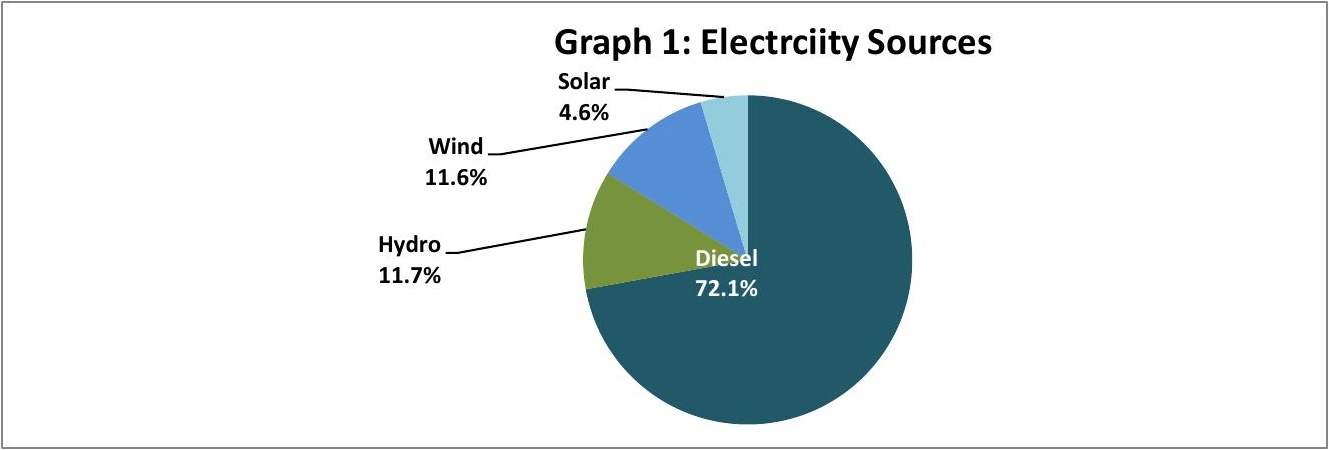 Graph 1: Electrciity Sources
Solar
4.6%
Wind
11.6%
Hydro
11.7%
Diesel
72.1%